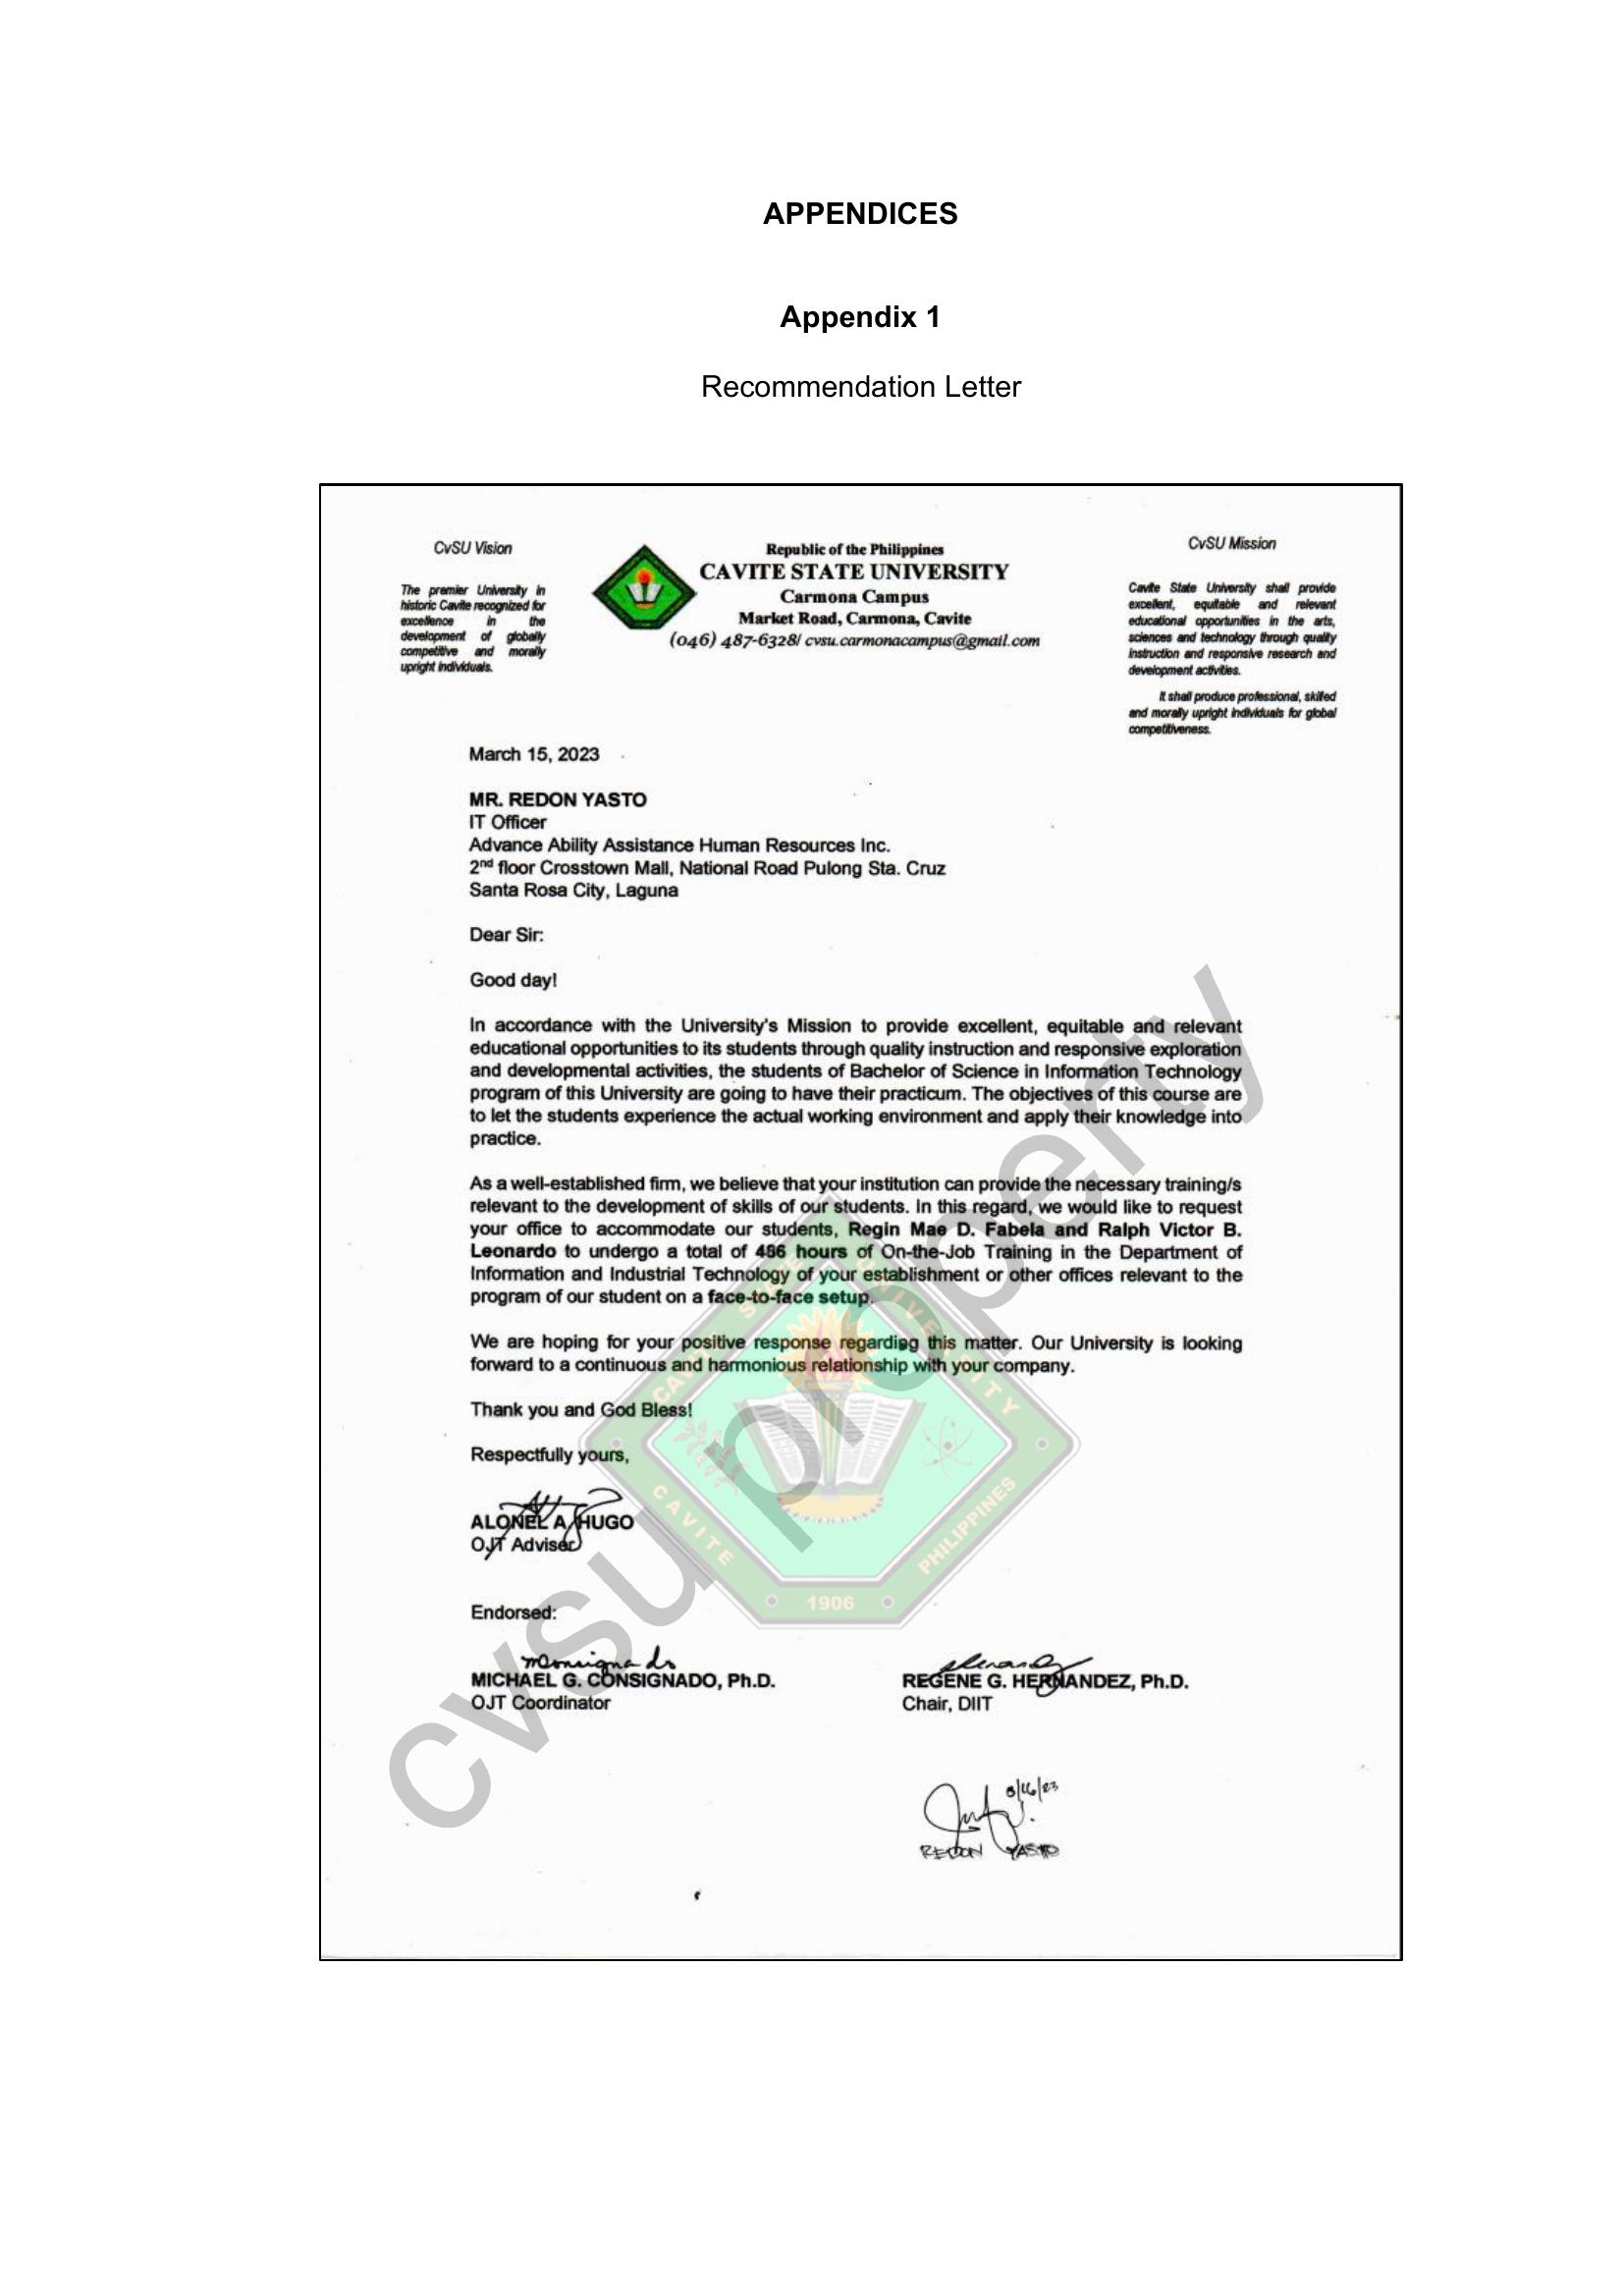 APPENDICES
Appendix 1
Recommendation Letter
CvSU Vision
The premier University in
historic Cavite recognized for
excellence in the
development of globally
competitive and morally
upright individuals.
Republic of the Philippines
CAVITE STATE UNIVERSITY
Carmona Campus
Market Road, Carmona, Cavite
(046) 487-6328/ cvsu.carmonacampus@gmail.com
CvSU Mission
Cavite State University shall provide
excellent, equitable and relevant
educational opportunities in the arts,
sciences and technology through quality
instruction and responsive research and
development activities.
It shall produce professional, skilled
and morally upright individuals for global
competitiveness.
March 15, 2023
MR. REDON YASTO
IT Officer
Advance Ability Assistance Human Resources Inc.
2nd floor Crosstown Mall, National Road Pulong Sta. Cruz
Santa Rosa City, Laguna
Dear Sir:
Good day!
In accordance with the University's Mission to provide excellent, equitable and relevant
educational opportunities to its students through quality instruction and responsive exploration
and developmental activities, the students of Bachelor of Science in Information Technology
program of this University are going to have their practicum. The objectives of this course are
to let the students experience the actual working environment and apply their knowledge into
practice.
As a well-established firm, we believe that your institution can provide the necessary training/s
relevant to the development of skills of our students. In this regard, we would like to request
your office to accommodate our students, Regin Mae D. Fabela and Ralph Victor B.
Leonardo to undergo a total of 486 hours of On-the-Job Training in the Department of
Information and Industrial Technology of your establishment or other offices relevant to the
program of our student on a face-to-face setup.
We are hoping for your positive response regarding this matter. Our University is looking
forward to a continuous and harmonious relationship with your company.
Thank you and God Bless!
Respectfully yours,
ALONEL A. HUGO
OJT Adviser
Endorsed:
MICHAEL G. CONSIGNADO, Ph.D.
OJT Coordinator
REGENE G. HERNANDEZ, Ph.D.
Chair, DIIT
REDON YASTO
CAVITE STATE UNIVERSITY
CAVITE
1906
PHILIPPINES
cvsu property